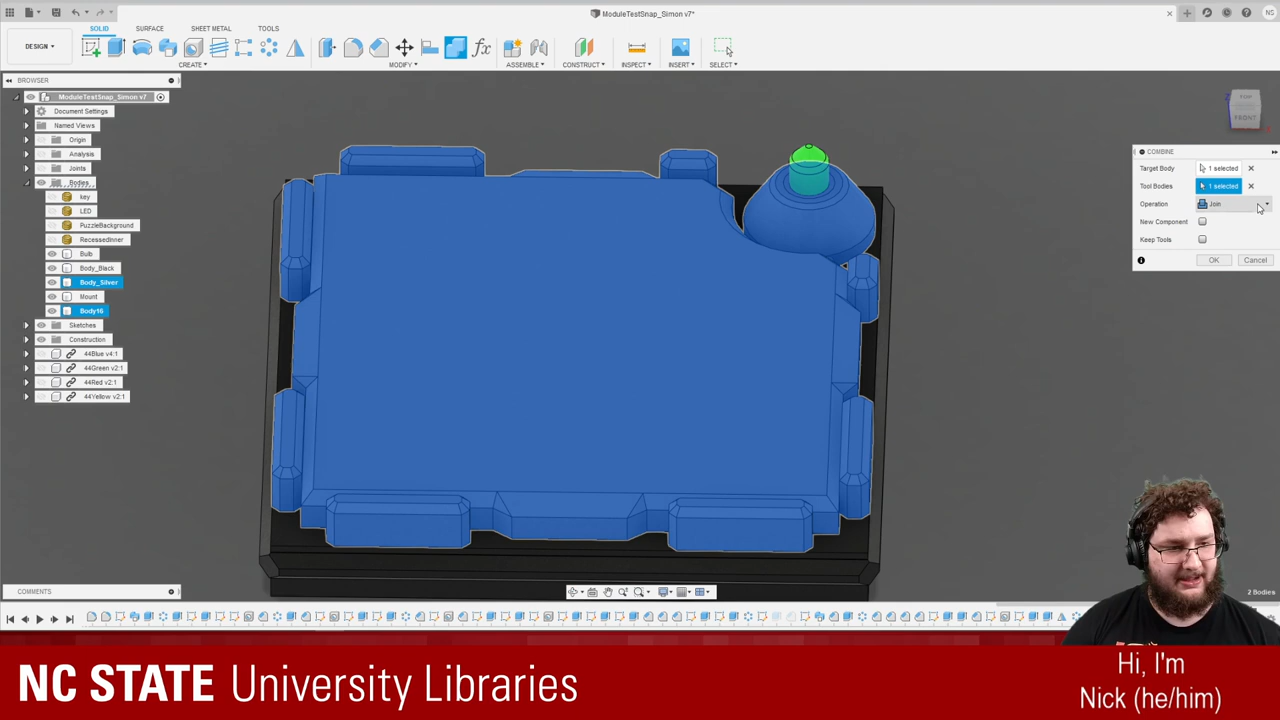 ModuleTestSnap_Simon v7*
NS
DESIGN
SOLID
SURFACE
SHEET METAL
TOOLS
CREATE
MODIFY
ASSEMBLE
CONSTRUCT
INSPECT
INSERT
SELECT
BROWSER
ModuleTestSnap_Simon v7
Document Settings
Named Views
Origin
Analysis
Joints
Bodies
key
LED
PuzzleBackground
RecessedInner
Bulb
Body_Black
Body_Silver
Mount
Body16
Sketches
Construction
44Blue v4:1
44Green v2:1
44Red v2:1
44Yellow v2:1
FRONT
COMBINE
Target Body 1 selected
Tool Bodies 1 selected
Operation Join
New Component
Keep Tools
OK Cancel
COMMENTS
2 Bodies
NC STATE University Libraries
Hi, I'm
Nick (he/him)